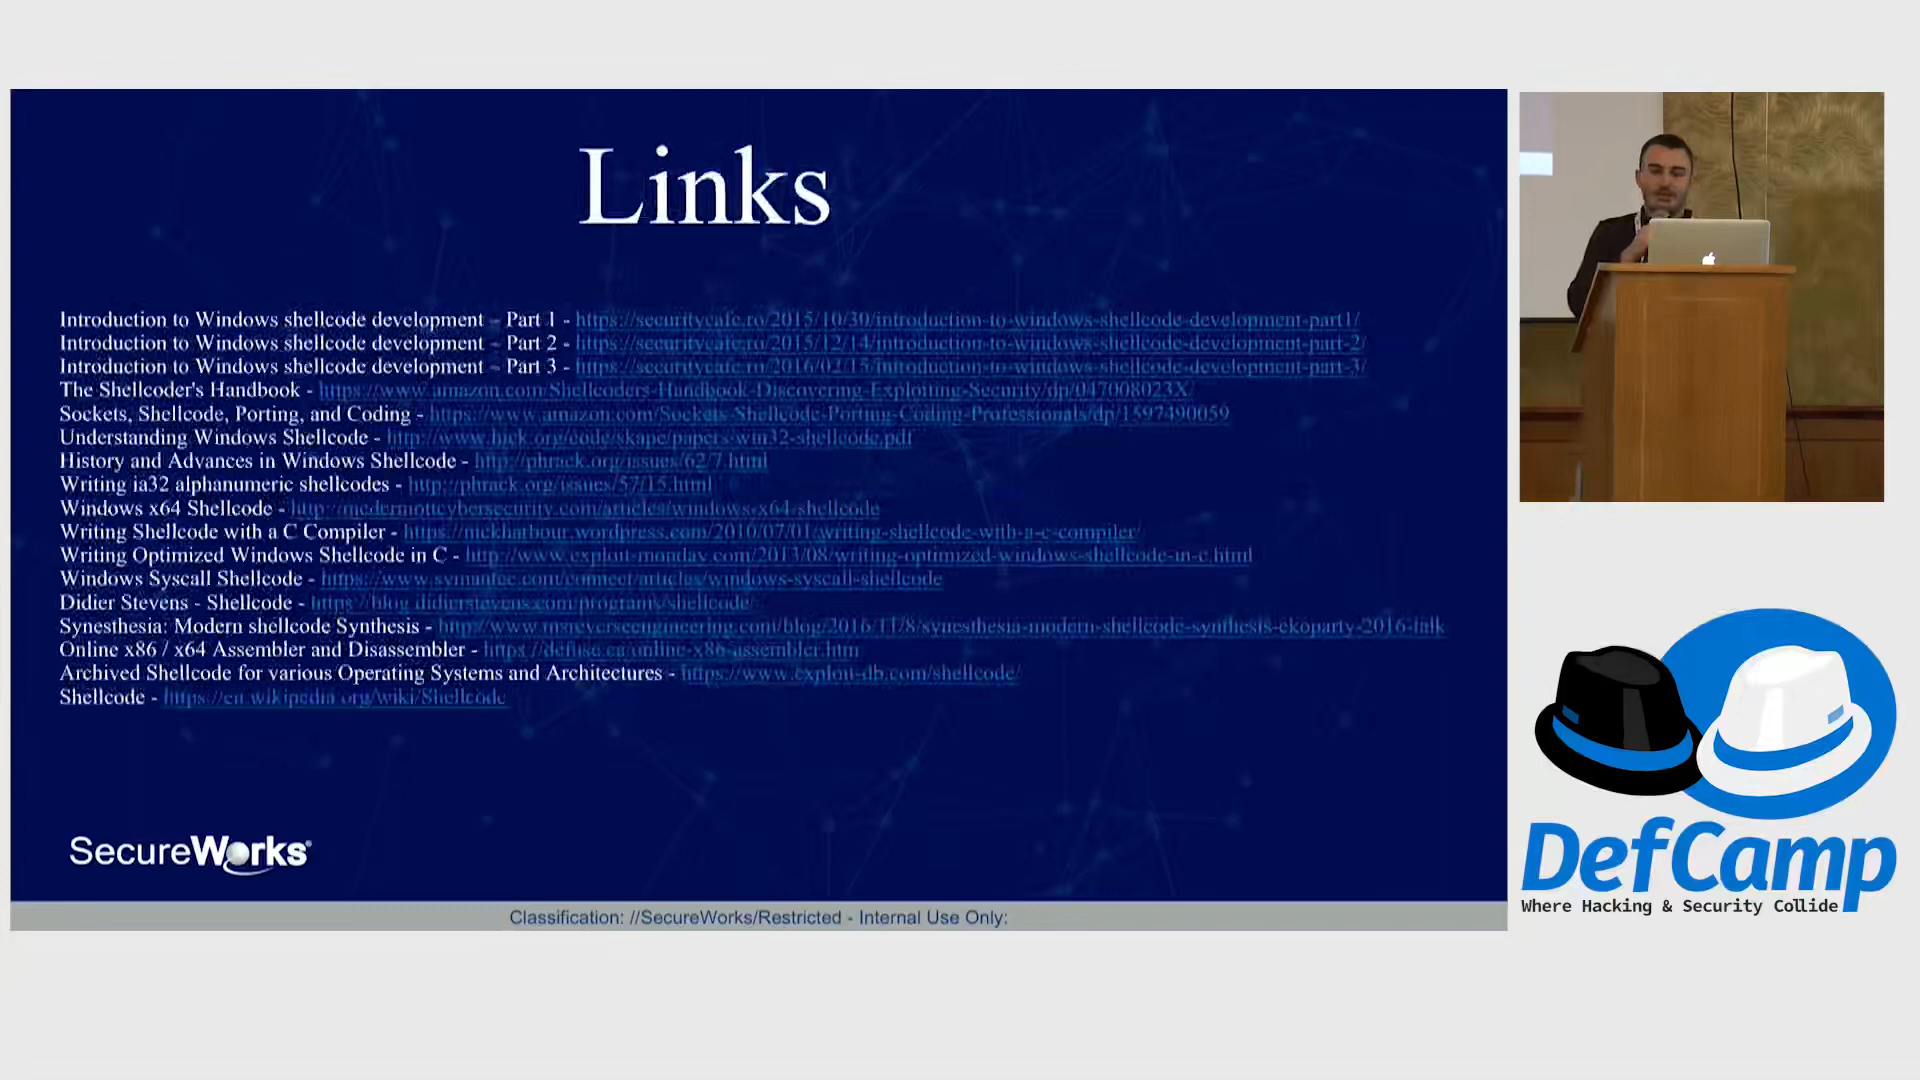 Links
Introduction to Windows shellcode development – Part 1 - https://securitycafe.ro/2015/10/30/introduction-to-windows-shellcode-development-part1/
Introduction to Windows shellcode development – Part 2 - https://securitycafe.ro/2015/12/14/introduction-to-windows-shellcode-development-part-2/
Introduction to Windows shellcode development – Part 3 - https://securitycafe.ro/2016/02/15/introduction-to-windows-shellcode-development-part-3/
The Shellcoder's Handbook - https://www.amazon.com/Shellcoders-Handbook-Discovering-Exploiting-Security/dp/047008023X/
Sockets, Shellcode, Porting, and Coding - https://www.amazon.com/Sockets-Shellcode-Porting-Coding-Professionals/dp/1597490059
Understanding Windows Shellcode - http://www.hick.org/code/skape/papers/win32-shellcode.pdf
History and Advances in Windows Shellcode - http://phrack.org/issues/62/7.html
Writing ia32 alphanumeric shellcodes - http://phrack.org/issues/57/15.html
Windows x64 Shellcode - http://mcdermottcybersecurity.com/articles/windows-x64-shellcode
Writing Shellcode with a C Compiler - https://nickharbour.wordpress.com/2010/07/01/writing-shellcode-with-a-c-compiler/
Writing Optimized Windows Shellcode in C - http://www.exploit-monday.com/2013/08/writing-optimized-windows-shellcode-in-c.html
Windows Syscall Shellcode - https://www.symantec.com/connect/articles/windows-syscall-shellcode
Didier Stevens - Shellcode - https://blog.didierstevens.com/programs/shellcode/
Synesthesia: Modern shellcode Synthesis - http://www.msreverseengineering.com/blog/2016/11/8/synesthesia-modern-shellcode-synthesis-ekoparty-2016-talk
Online x86 / x64 Assembler and Disassembler - https://defuse.ca/online-x86-assembler.htm
Archived Shellcode for various Operating Systems and Architectures - https://www.exploit-db.com/shellcode/
Shellcode - https://en.wikipedia.org/wiki/Shellcode
SecureWorks®
Classification: //SecureWorks/Restricted - Internal Use Only:
DefCamp
Where Hacking & Security Collide